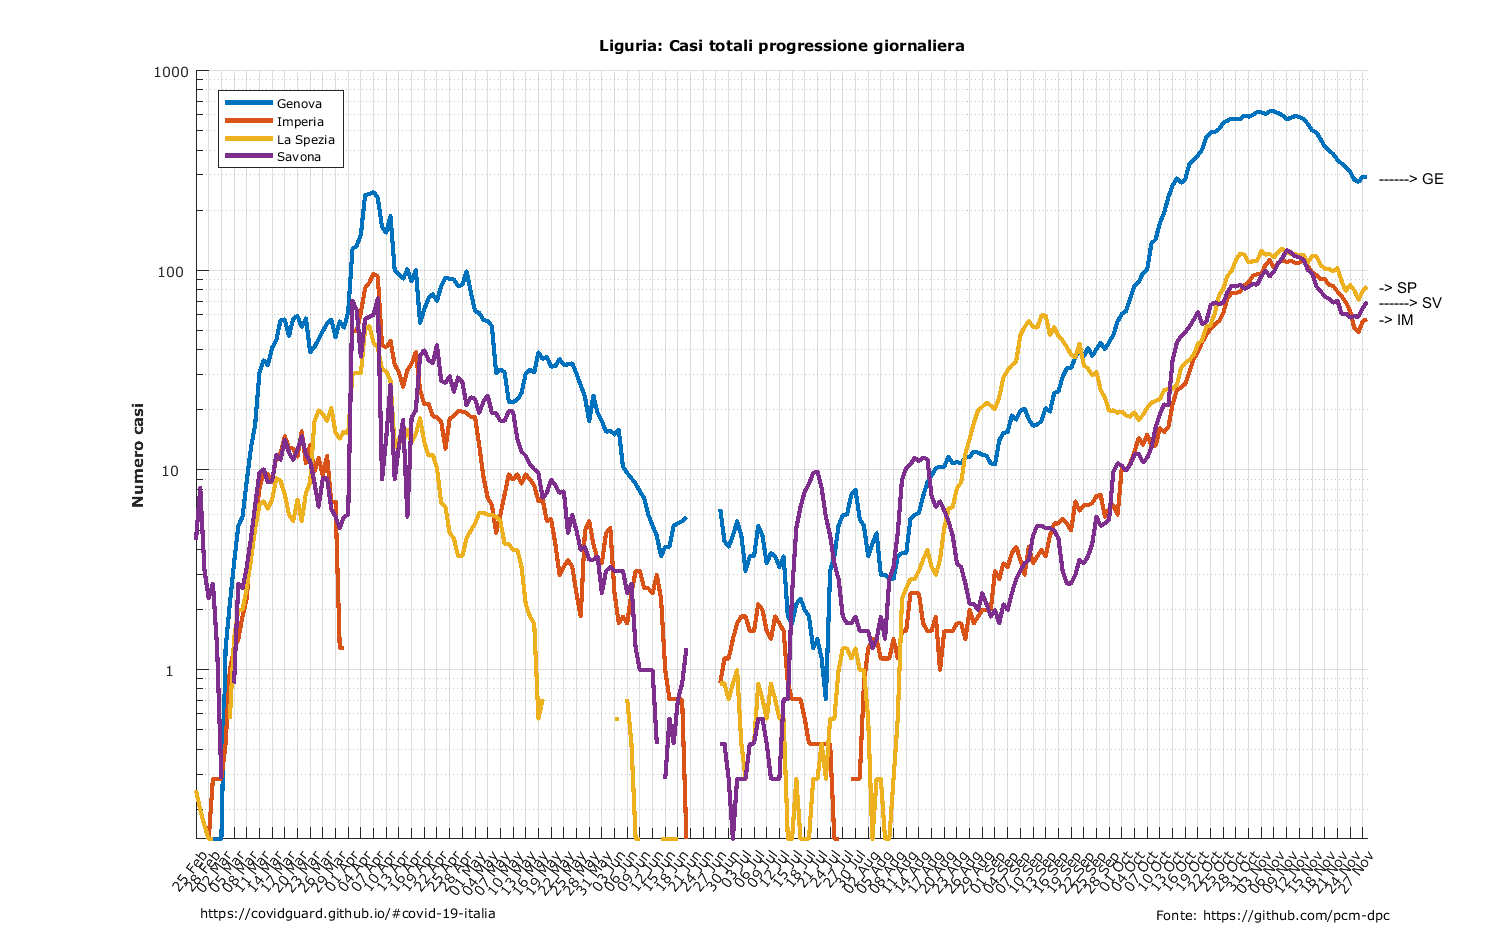 Liguria: Casi totali progressione giornaliera
1000
100
10
1
Numero casi
Genova
Imperia
La Spezia
Savona
------> GE
-> SP
------> SV
-> IM
25 Feb
28 Feb
02 Mar
05 Mar
08 Mar
11 Mar
14 Mar
17 Mar
20 Mar
23 Mar
26 Mar
29 Mar
01 Apr
04 Apr
07 Apr
10 Apr
13 Apr
16 Apr
19 Apr
22 Apr
25 Apr
28 Apr
01 May
04 May
07 May
10 May
13 May
16 May
19 May
22 May
25 May
28 May
31 May
03 Jun
06 Jun
09 Jun
12 Jun
15 Jun
18 Jun
21 Jun
24 Jun
27 Jun
30 Jun
03 Jul
06 Jul
09 Jul
12 Jul
15 Jul
18 Jul
21 Jul
24 Jul
27 Jul
30 Jul
02 Aug
05 Aug
08 Aug
11 Aug
14 Aug
17 Aug
20 Aug
23 Aug
26 Aug
29 Aug
01 Sep
04 Sep
07 Sep
10 Sep
13 Sep
16 Sep
19 Sep
22 Sep
25 Sep
28 Sep
01 Oct
04 Oct
07 Oct
10 Oct
13 Oct
16 Oct
19 Oct
22 Oct
25 Oct
28 Oct
31 Oct
03 Nov
06 Nov
09 Nov
12 Nov
15 Nov
18 Nov
21 Nov
24 Nov
27 Nov
https://covidguard.github.io/#covid-19-italia
Fonte: https://github.com/pcm-dpc